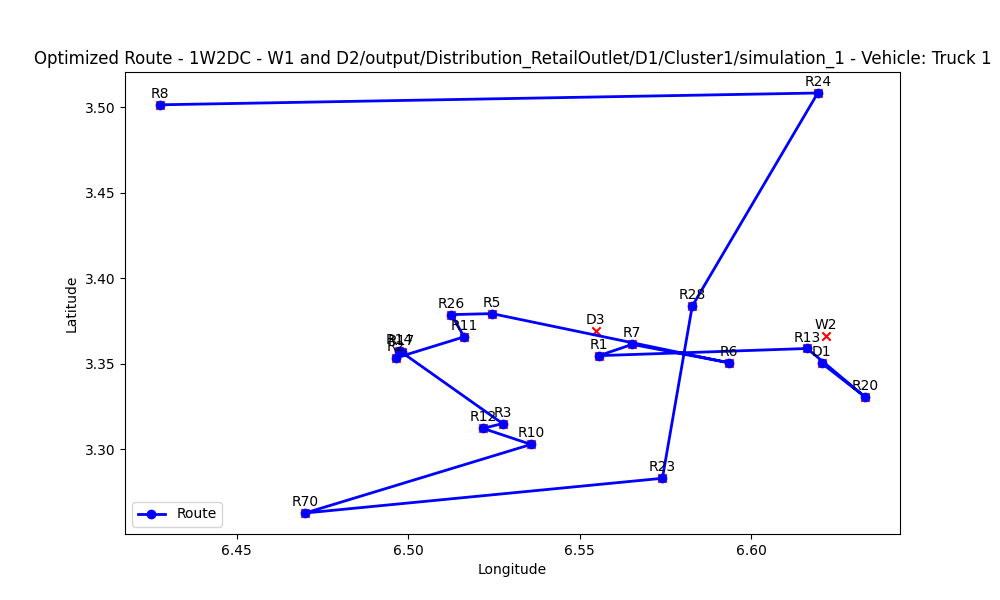 Optimized Route - 1W2DC - W1 and D2/output/Distribution_RetailOutlet/D1/Cluster1/simulation_1 - Vehicle: Truck 1
R8
R24
3.50
3.45
3.40
3.35
3.30
Latitude
R28
R26
R5
D3
R11
R7
R1
R6
R13
W2
D1
R20
R12
R3
R10
R23
R70
Route
6.45
6.50
6.55
6.60
Longitude